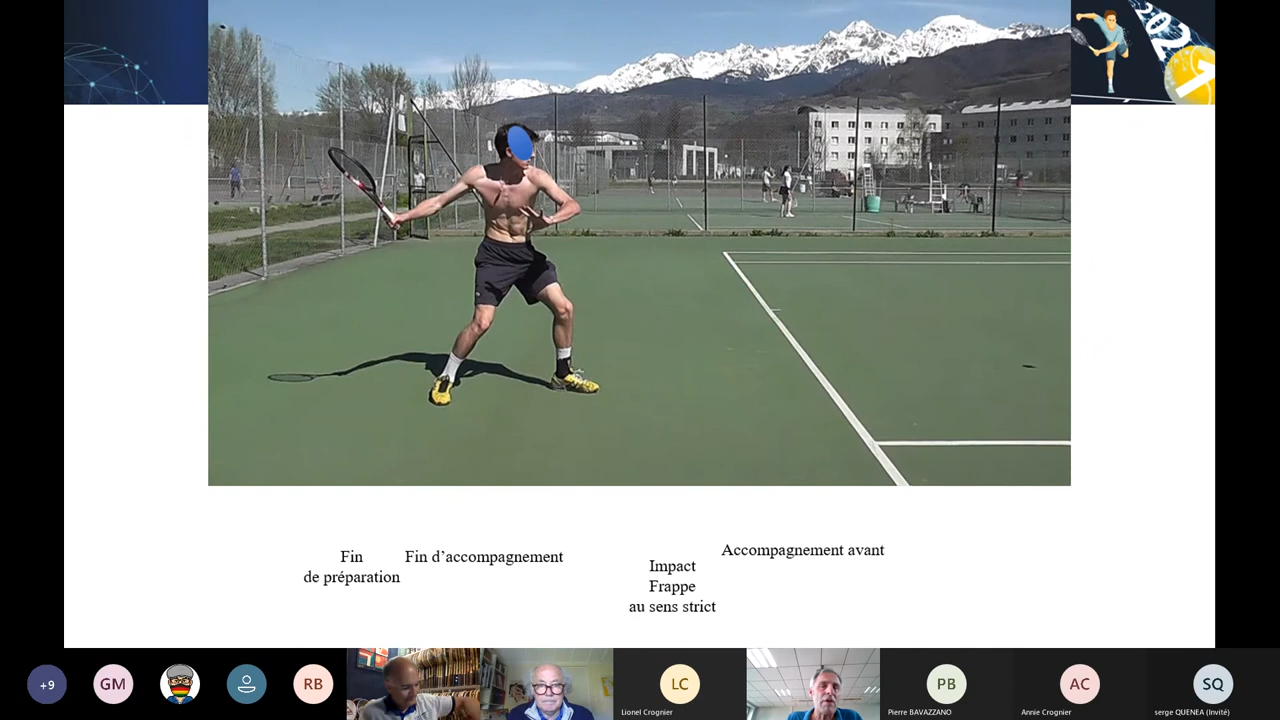 202
Fin
de préparation
Fin d'accompagnement
Impact
Frappe
au sens strict
Accompagnement avant
+9
GM
RB
LC
Lionel Crognier
PB
Pierre BAVAZZANO
AC
Annie Crognier
SQ
serge QUENEA (Invité)